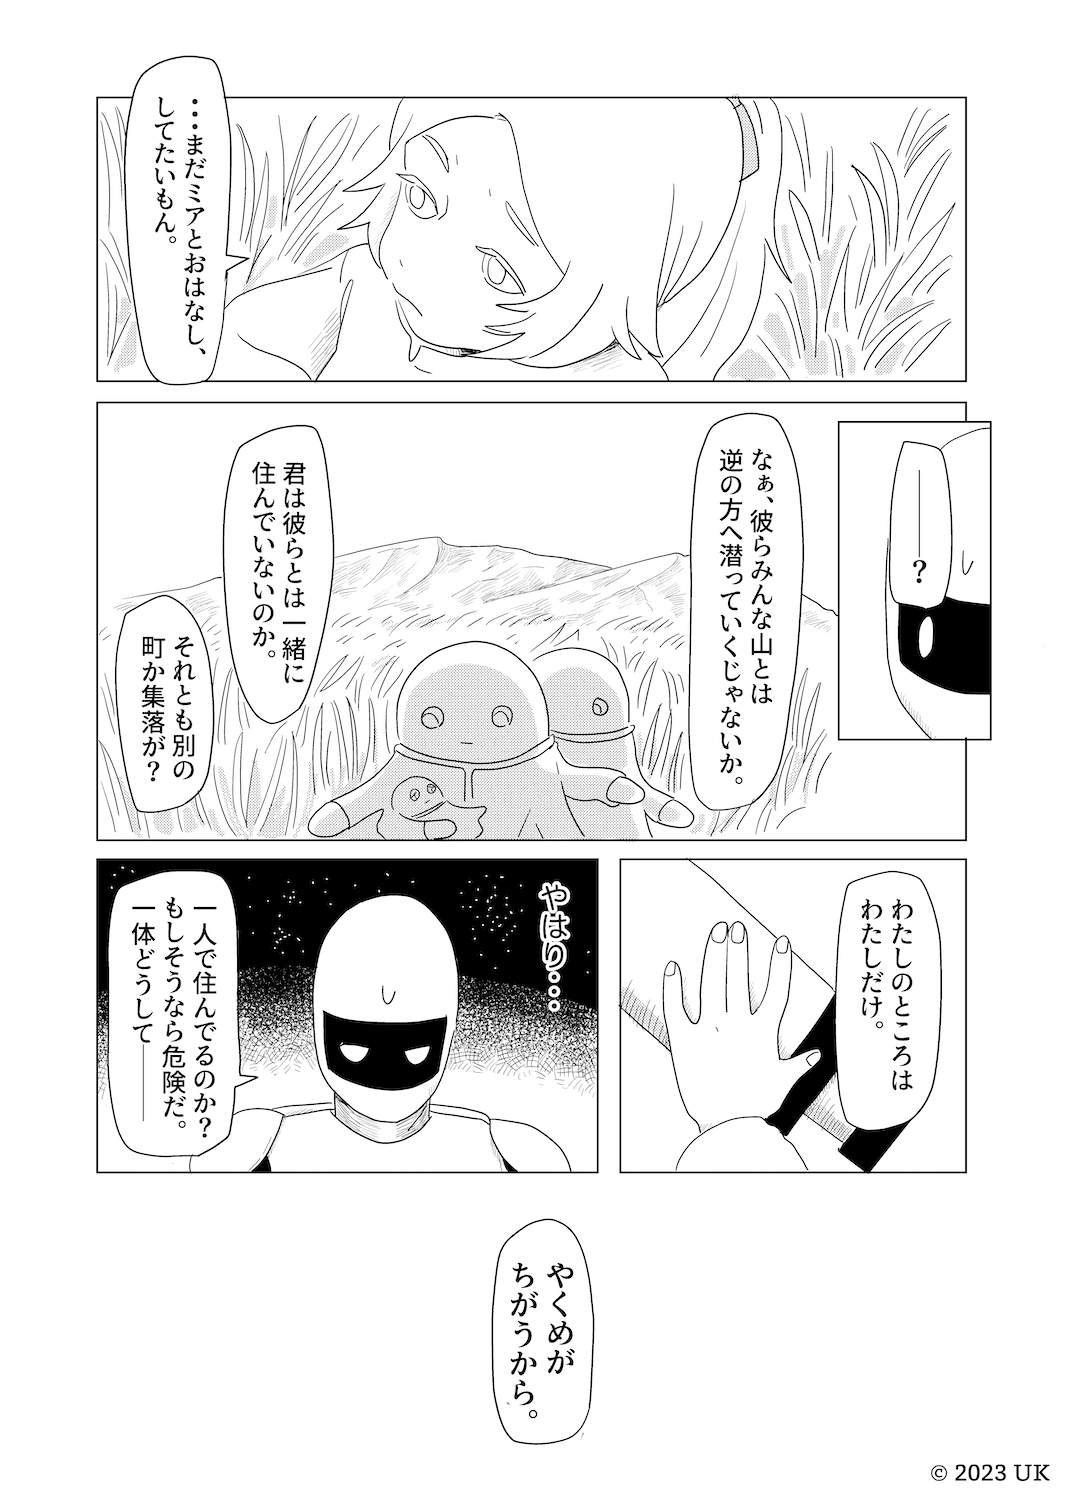 ・・・まだミアとおはなし、
してたいもん。
――?
なぁ、彼らみんな山とは
逆の方へ潜っていくじゃないか。
君は彼らとは一緒に
住んでいないのか。
それとも別の
町か集落が?
わたしのところは
わたしだけ。
やはり・・・
一人で住んでるのか?
もしそうなら危険だ。
一体どうして――
やくめが
ちがうから。
© 2023 UK